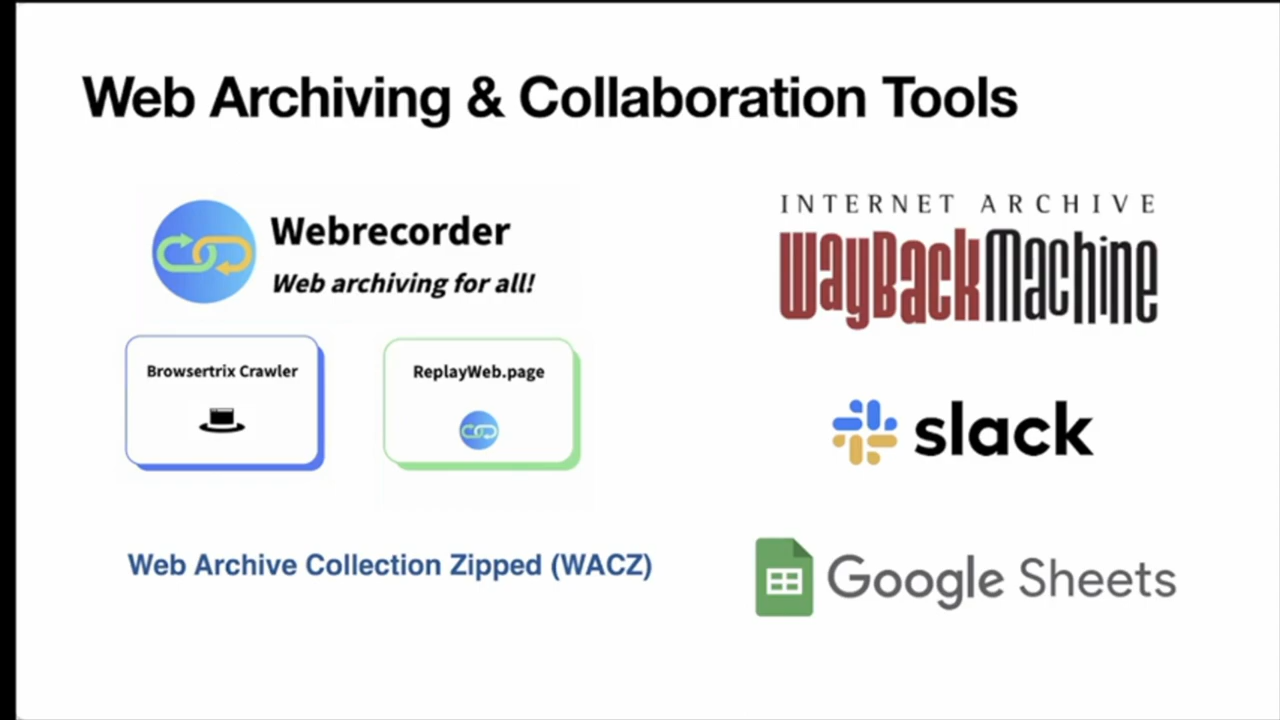 Web Archiving & Collaboration Tools
Webrecorder
Web archiving for all!
Browsertrix Crawler
ReplayWeb.page
Web Archive Collection Zipped (WACZ)
INTERNET ARCHIVE
WayBackMachine
slack
Google Sheets